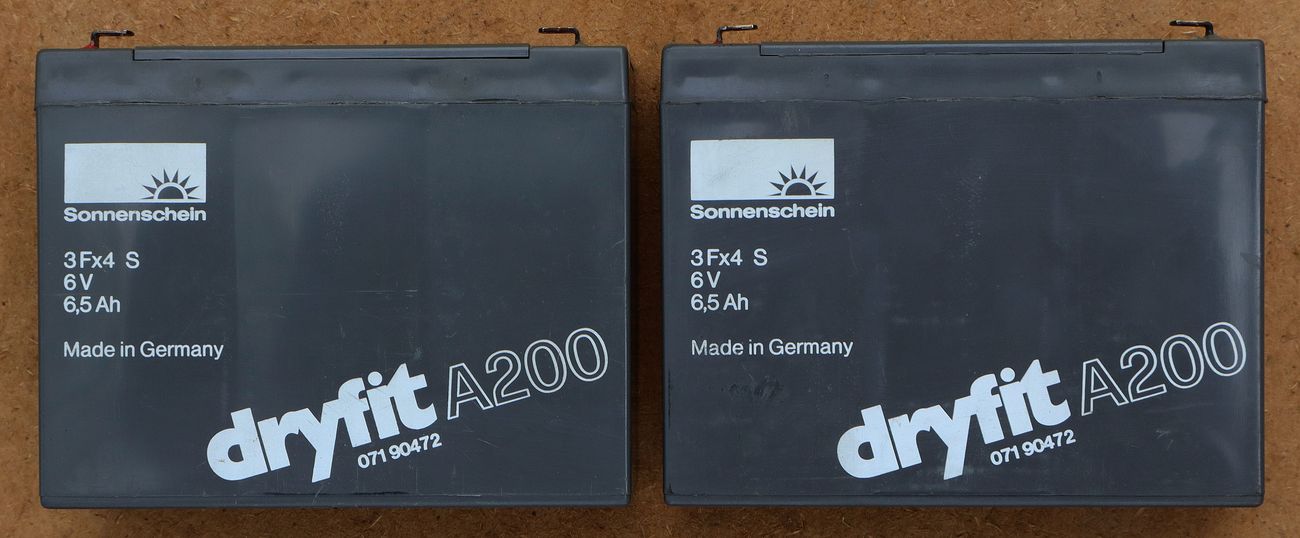 Sonnenschein
3 Fx4 S
6 V
6,5 Ah
Made in Germany
dryfit A200
071 90472
Sonnenschein
3 Fx4 S
6 V
6,5 Ah
Made in Germany
dryfit A200
071 90472